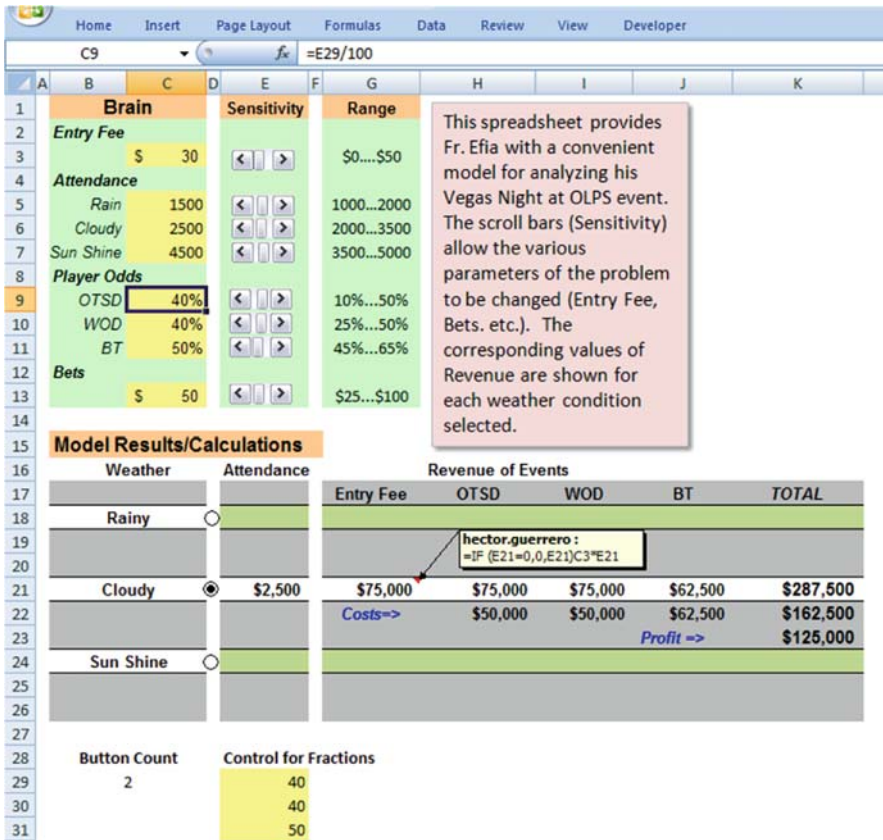 Home Insert Page Layout Formulas Data Review View Developer
C9 fx =E29/100
A B C D E F G H I J K
1 Brain Sensitivity Range
2 Entry Fee
3 $ 30 $0....$50
4 Attendance
5 Rain 1500 1000...2000
6 Cloudy 2500 2000...3500
7 Sun Shine 4500 3500...5000
8 Player Odds
9 OTSD 40% 10%...50%
10 WOD 40% 25%...50%
11 BT 50% 45%...65%
12 Bets
13 $ 50 $25...$100
14
This spreadsheet provides
Fr. Efia with a convenient
model for analyzing his
Vegas Night at OLPS event.
The scroll bars (Sensitivity)
allow the various
parameters of the problem
to be changed (Entry Fee,
Bets. etc.). The
corresponding values of
Revenue are shown for
each weather condition
selected.
15 Model Results/Calculations
16 Weather Attendance Revenue of Events
17 Entry Fee OTSD WOD BT TOTAL
18 Rainy
19 hector.guerrero :
=IF (E21=0,0,E21)C3*E21
20
21 Cloudy $2,500 $75,000 $75,000 $75,000 $62,500 $287,500
22 Costs=> $50,000 $50,000 $62,500 $162,500
23 Profit => $125,000
24 Sun Shine
25
26
27
28 Button Count Control for Fractions
29 2 40
30 40
31 50